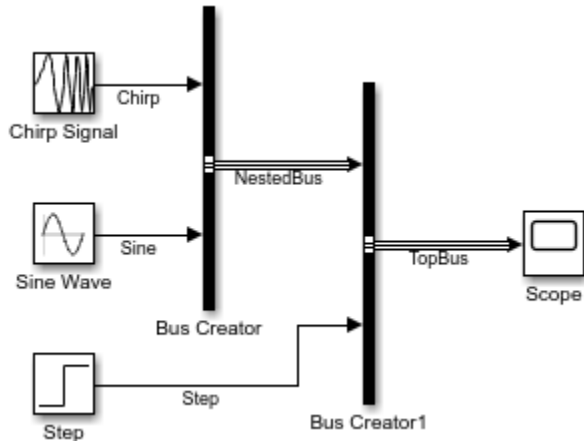 Chirp
Chirp Signal
NestedBus
Sine
Sine Wave
TopBus
Scope
Bus Creator
Step
Step
Bus Creator1